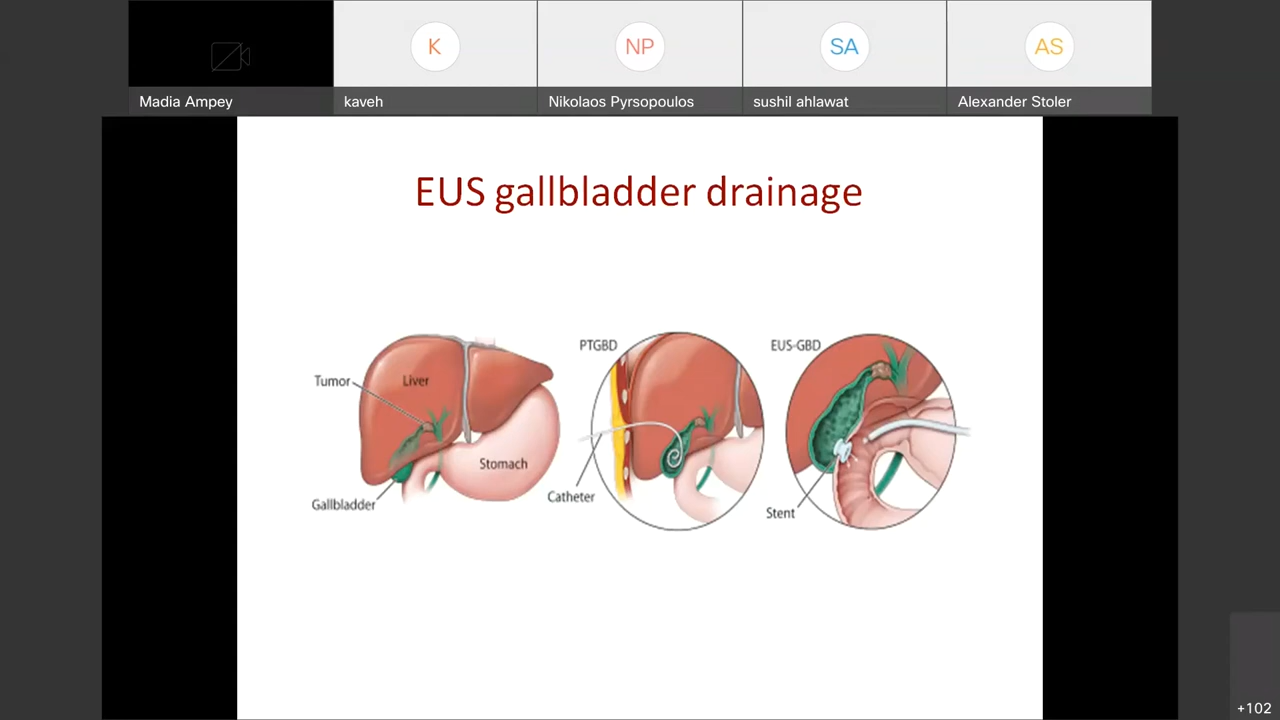 K
NP
SA
AS
Madia Ampey
kaveh
Nikolaos Pyrsopoulos
sushil ahlawat
Alexander Stoler
EUS gallbladder drainage
Tumor
Liver
Stomach
Gallbladder
PTGBD
Catheter
EUS-GBD
Stent
+102